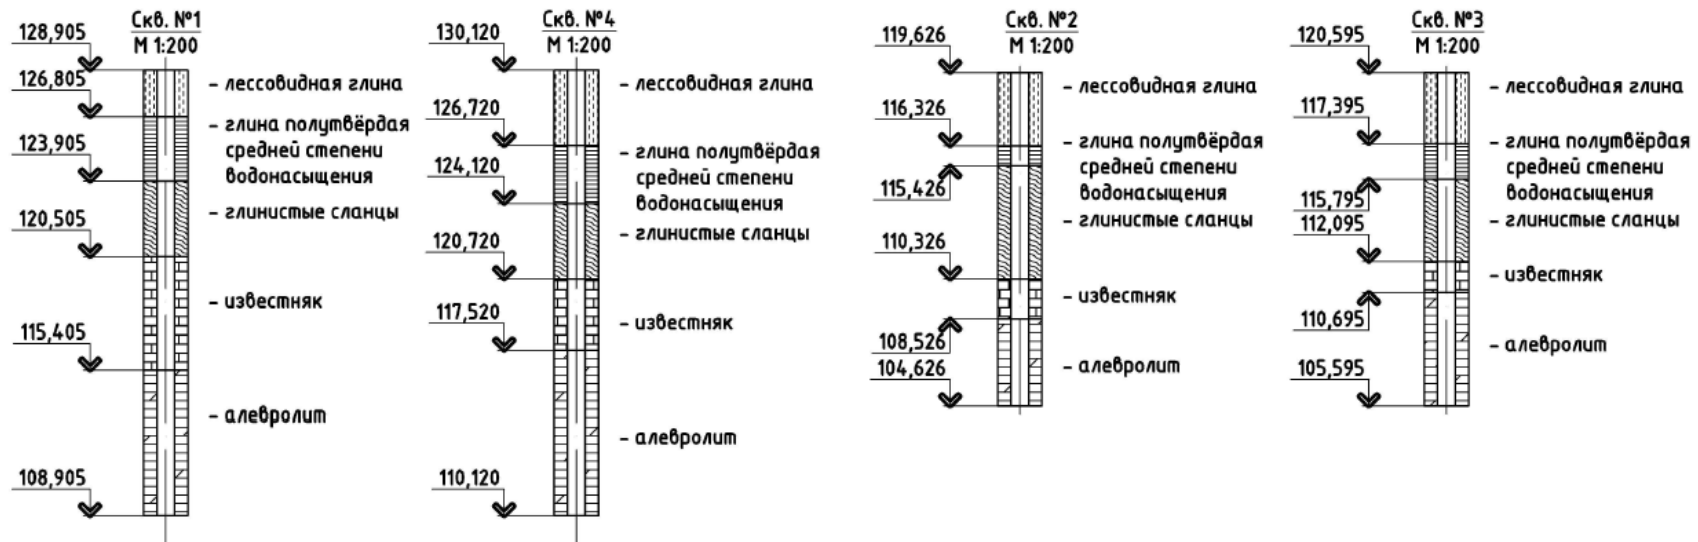 Скв. №1
М 1:200
128,905
126,805
123,905
120,505
115,405
108,905
- лессовидная глина
- глина полутвёрдая
средней степени
водонасыщения
- глинистые сланцы
- известняк
- алевролит
Скв. №4
М 1:200
130,120
126,720
124,120
120,720
117,520
110,120
- лессовидная глина
- глина полутвёрдая
средней степени
водонасыщения
- глинистые сланцы
- известняк
- алевролит
Скв. №2
М 1:200
119,626
116,326
115,426
110,326
108,526
104,626
- лессовидная глина
- глина полутвёрдая
средней степени
водонасыщения
- глинистые сланцы
- известняк
- алевролит
Скв. №3
М 1:200
120,595
117,395
115,795
112,095
110,695
105,595
- лессовидная глина
- глина полутвёрдая
средней степени
водонасыщения
- глинистые сланцы
- известняк
- алевролит